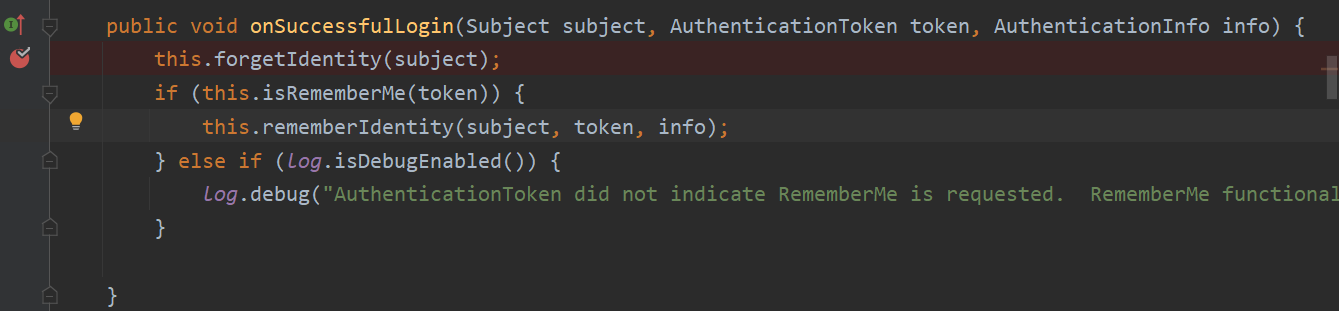 public void onSuccessfulLogin(Subject subject, AuthenticationToken token, AuthenticationInfo info) {
this.forgetIdentity(subject);
if (this.isRememberMe(token)) {
this.rememberIdentity(subject, token, info);
} else if (log.isDebugEnabled()) {
log.debug("AuthenticationToken did not indicate RememberMe is requested.  RememberMe functional
}
}